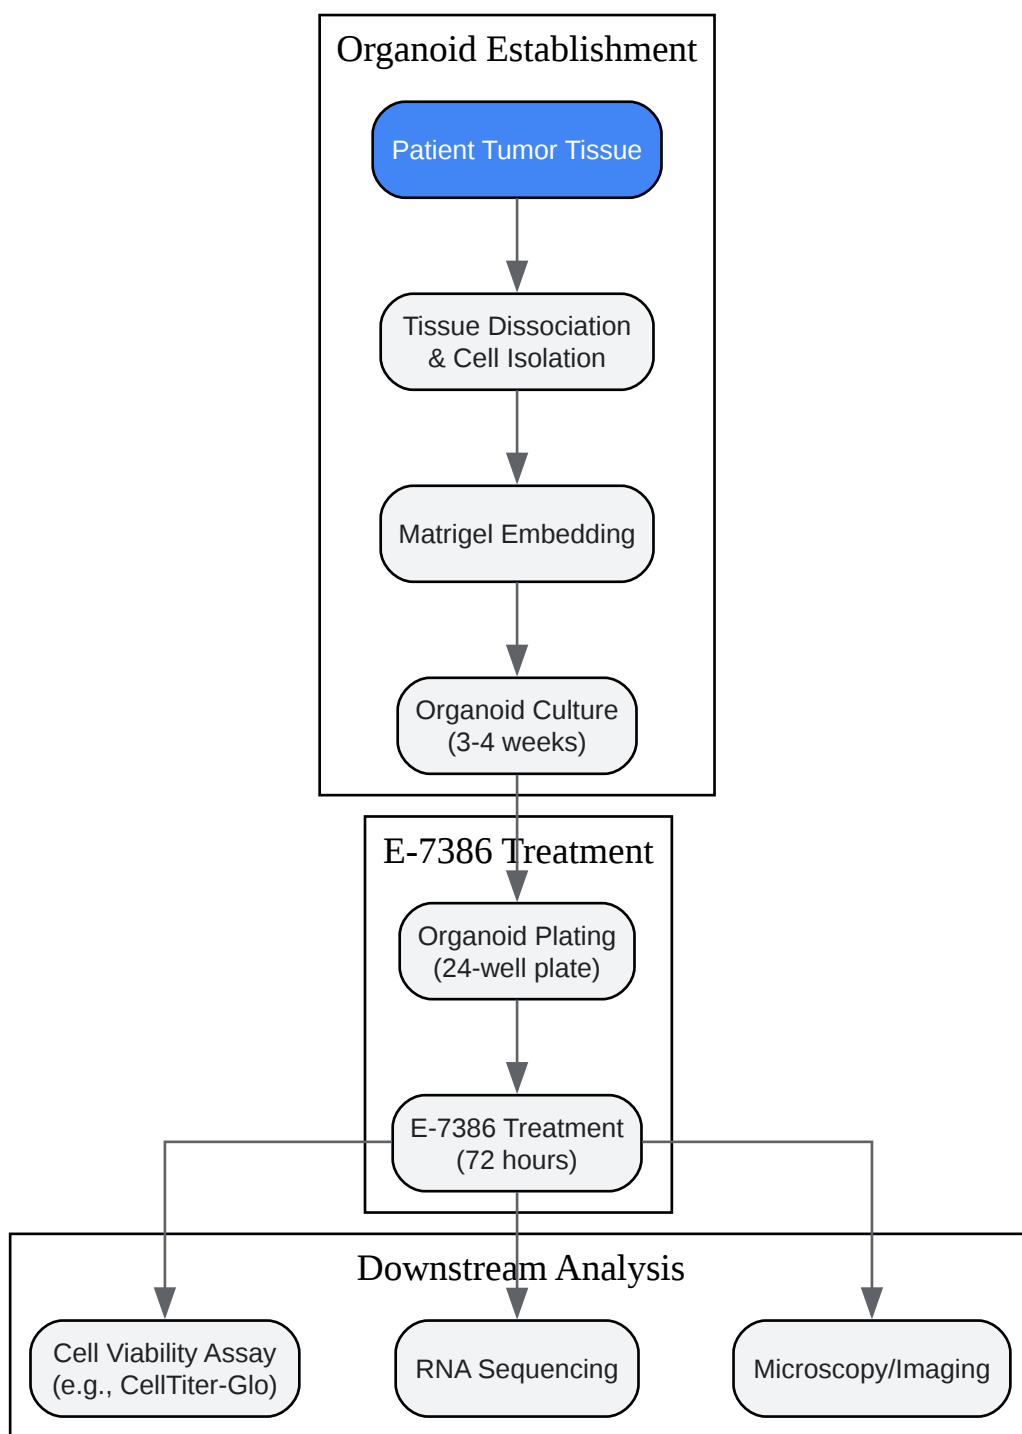 Organoid Establishment
Patient Tumor Tissue
Tissue Dissociation
& Cell Isolation
Matrigel Embedding
Organoid Culture
(3-4 weeks)
E-7386 Treatment
Organoid Plating
(24-well plate)
E-7386 Treatment
(72 hours)
Downstream Analysis
Cell Viability Assay
(e.g., CellTiter-Glo)
RNA Sequencing
Microscopy/Imaging